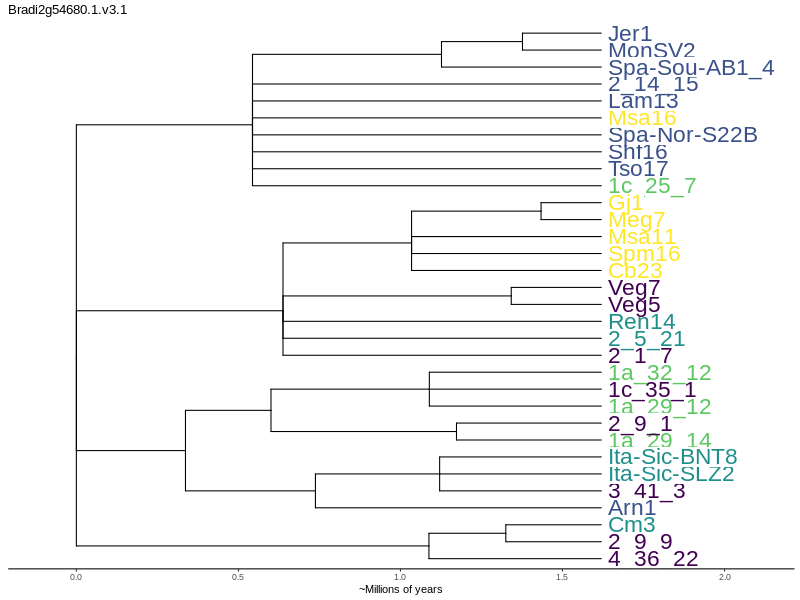 Bradi2g54680.1.v3.1
Jer1
MonSV2
Spa-Sou-AB1_4
2_14_15
Lam13
Msa16
Spa-Nor-S22B
Sht16
Tso17
1c_25_7
Gj1
Meg7
Msa11
Spm16
Cb23
Veg7
Veg5
Ren14
2_5_21
2_1_7
1a_32_12
1c_35_1
1a_29_12
2_9_1
1a_29_14
Ita-Sic-BNT8
Ita-Sic-SLZ2
3_41_3
Arn1
Cm3
2_9_9
4_36_22
0.0 0.5 1.0 1.5 2.0
~Millions of years